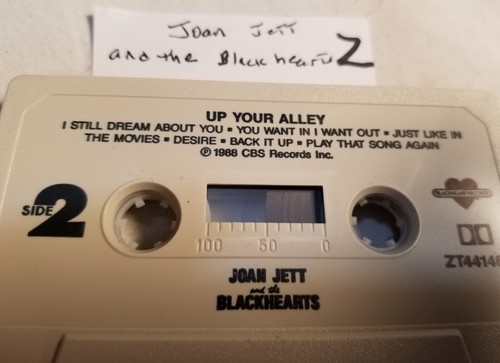 Joan Jett
and the Blackhearts 2
UP YOUR ALLEY
I STILL DREAM ABOUT YOU ▪ YOU WANT IN I WANT OUT ▪ JUST LIKE IN
THE MOVIES ▪ DESIRE ▪ BACK IT UP ▪ PLAY THAT SONG AGAIN
℗ 1988 CBS Records Inc.
SIDE 2
100 50 0
ZT44146
JOAN JETT
and the
BLACKHEARTS